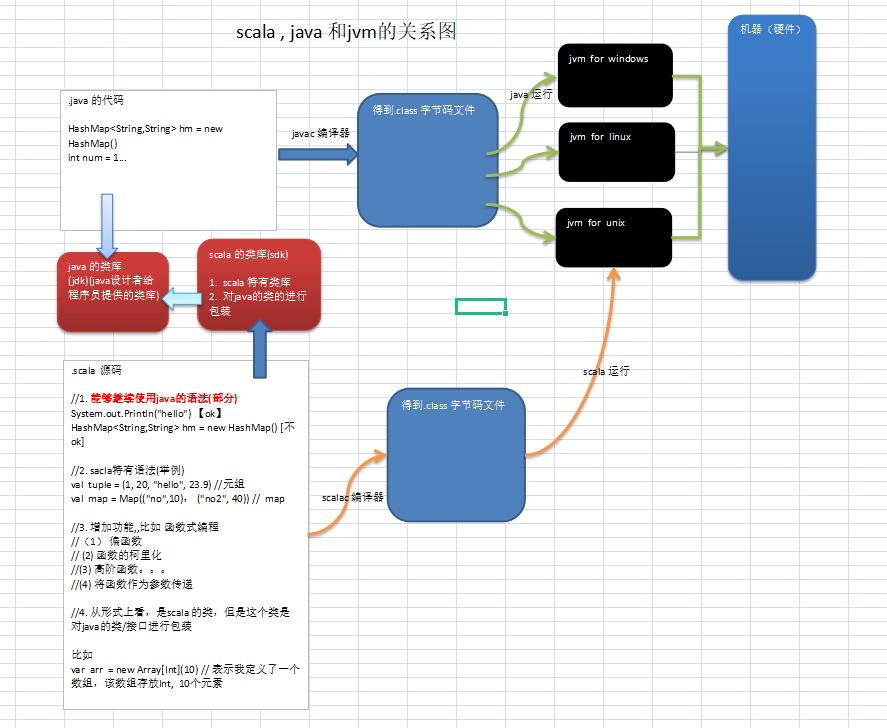 scala , java 和jvm的关系图
机器（硬件）
jvm for windows
java 运行
.java 的代码
HashMap<String,String> hm = new
HashMap()
int num = 1...
javac 编译器
得到.class 字节码文件
jvm for linux
jvm for unix
java 的类库
(jdk)(java设计者给
程序员提供的类库)
scala 的类库(sdk)
1. scala 特有类库
2. 对java的类的进行
包装
scala 运行
.scala 源码
//1. 能够继续使用java的语法(部分)
System.out.Println("hello") 【ok】
HashMap<String,String> hm = new HashMap() [不
ok]
//2. sacla特有语法(举例)
val tuple = (1, 20, "hello", 23.9) //元组
val map = Map(("no",10)， ("no2", 40)) // map
//3. 增加功能,,比如 函数式编程
//（1） 偏函数
// (2) 函数的柯里化
//(3) 高阶函数。。。
//(4) 将函数作为参数传递
//4. 从形式上看，是scala 的类，但是这个类是
对java的类/接口进行包装
比如
var arr = new Array[Int](10) // 表示我定义了一个
数组，该数组存放Int, 10个元素
scalac 编译器
得到.class 字节码文件